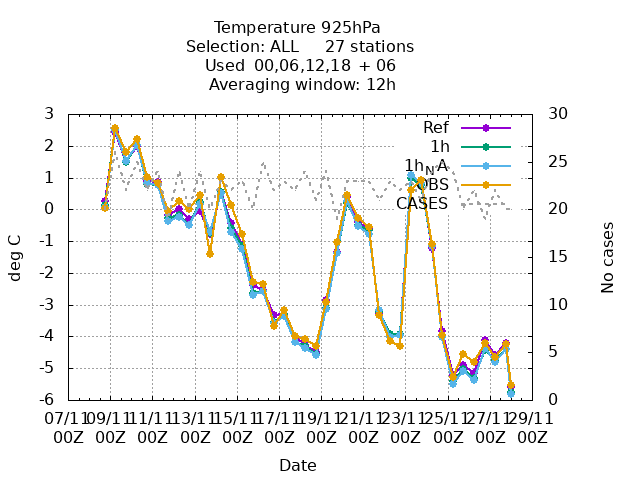 Temperature 925hPa
Selection: ALL 27 stations
Used 00,06,12,18 + 06
Averaging window: 12h
3
2
1
0
-1
-2
-3
-4
-5
-6
deg C
30
25
20
15
10
5
0
No cases
Ref
1h
1hNA
OBS
CASES
07/11 09/11 11/11 13/11 15/11 17/11 19/11 21/11 23/11 25/11 27/11 29/11
00Z 00Z 00Z 00Z 00Z 00Z 00Z 00Z 00Z 00Z 00Z 00Z
Date